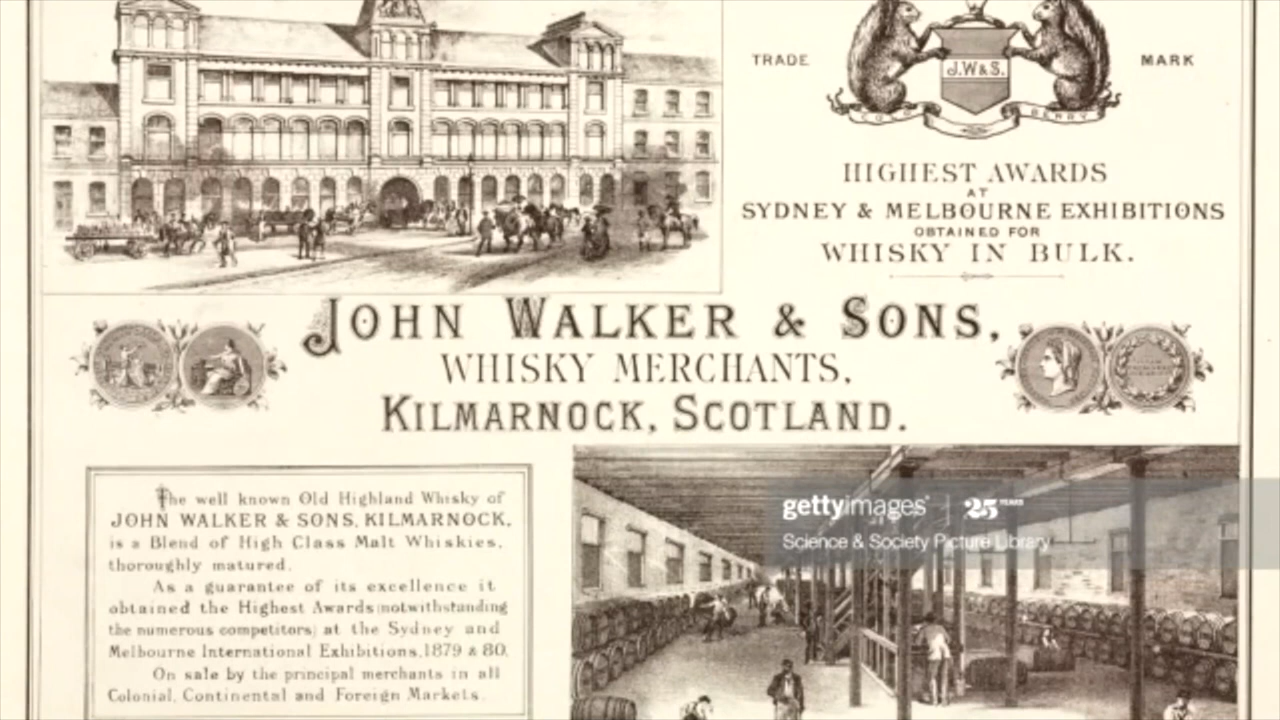 TRADE MARK
J.W & S.
HIGHEST AWARDS
AT
SYDNEY & MELBOURNE EXHIBITIONS
OBTAINED FOR
WHISKY IN BULK.
JOHN WALKER & SONS,
WHISKY MERCHANTS,
KILMARNOCK, SCOTLAND.
The well known Old Highland Whisky of
JOHN WALKER & SONS, KILMARNOCK,
is a Blend of High Class Malt Whiskies,
thoroughly matured.
As a guarantee of its excellence it
obtained the Highest Awards (notwithstanding
the numerous competitors) at the Sydney and
Melbourne International Exhibitions, 1879 & 80.
On sale by the principal merchants in all
Colonial, Continental and Foreign Markets.
gettyimages 25 YEARS
Science & Society Picture Library